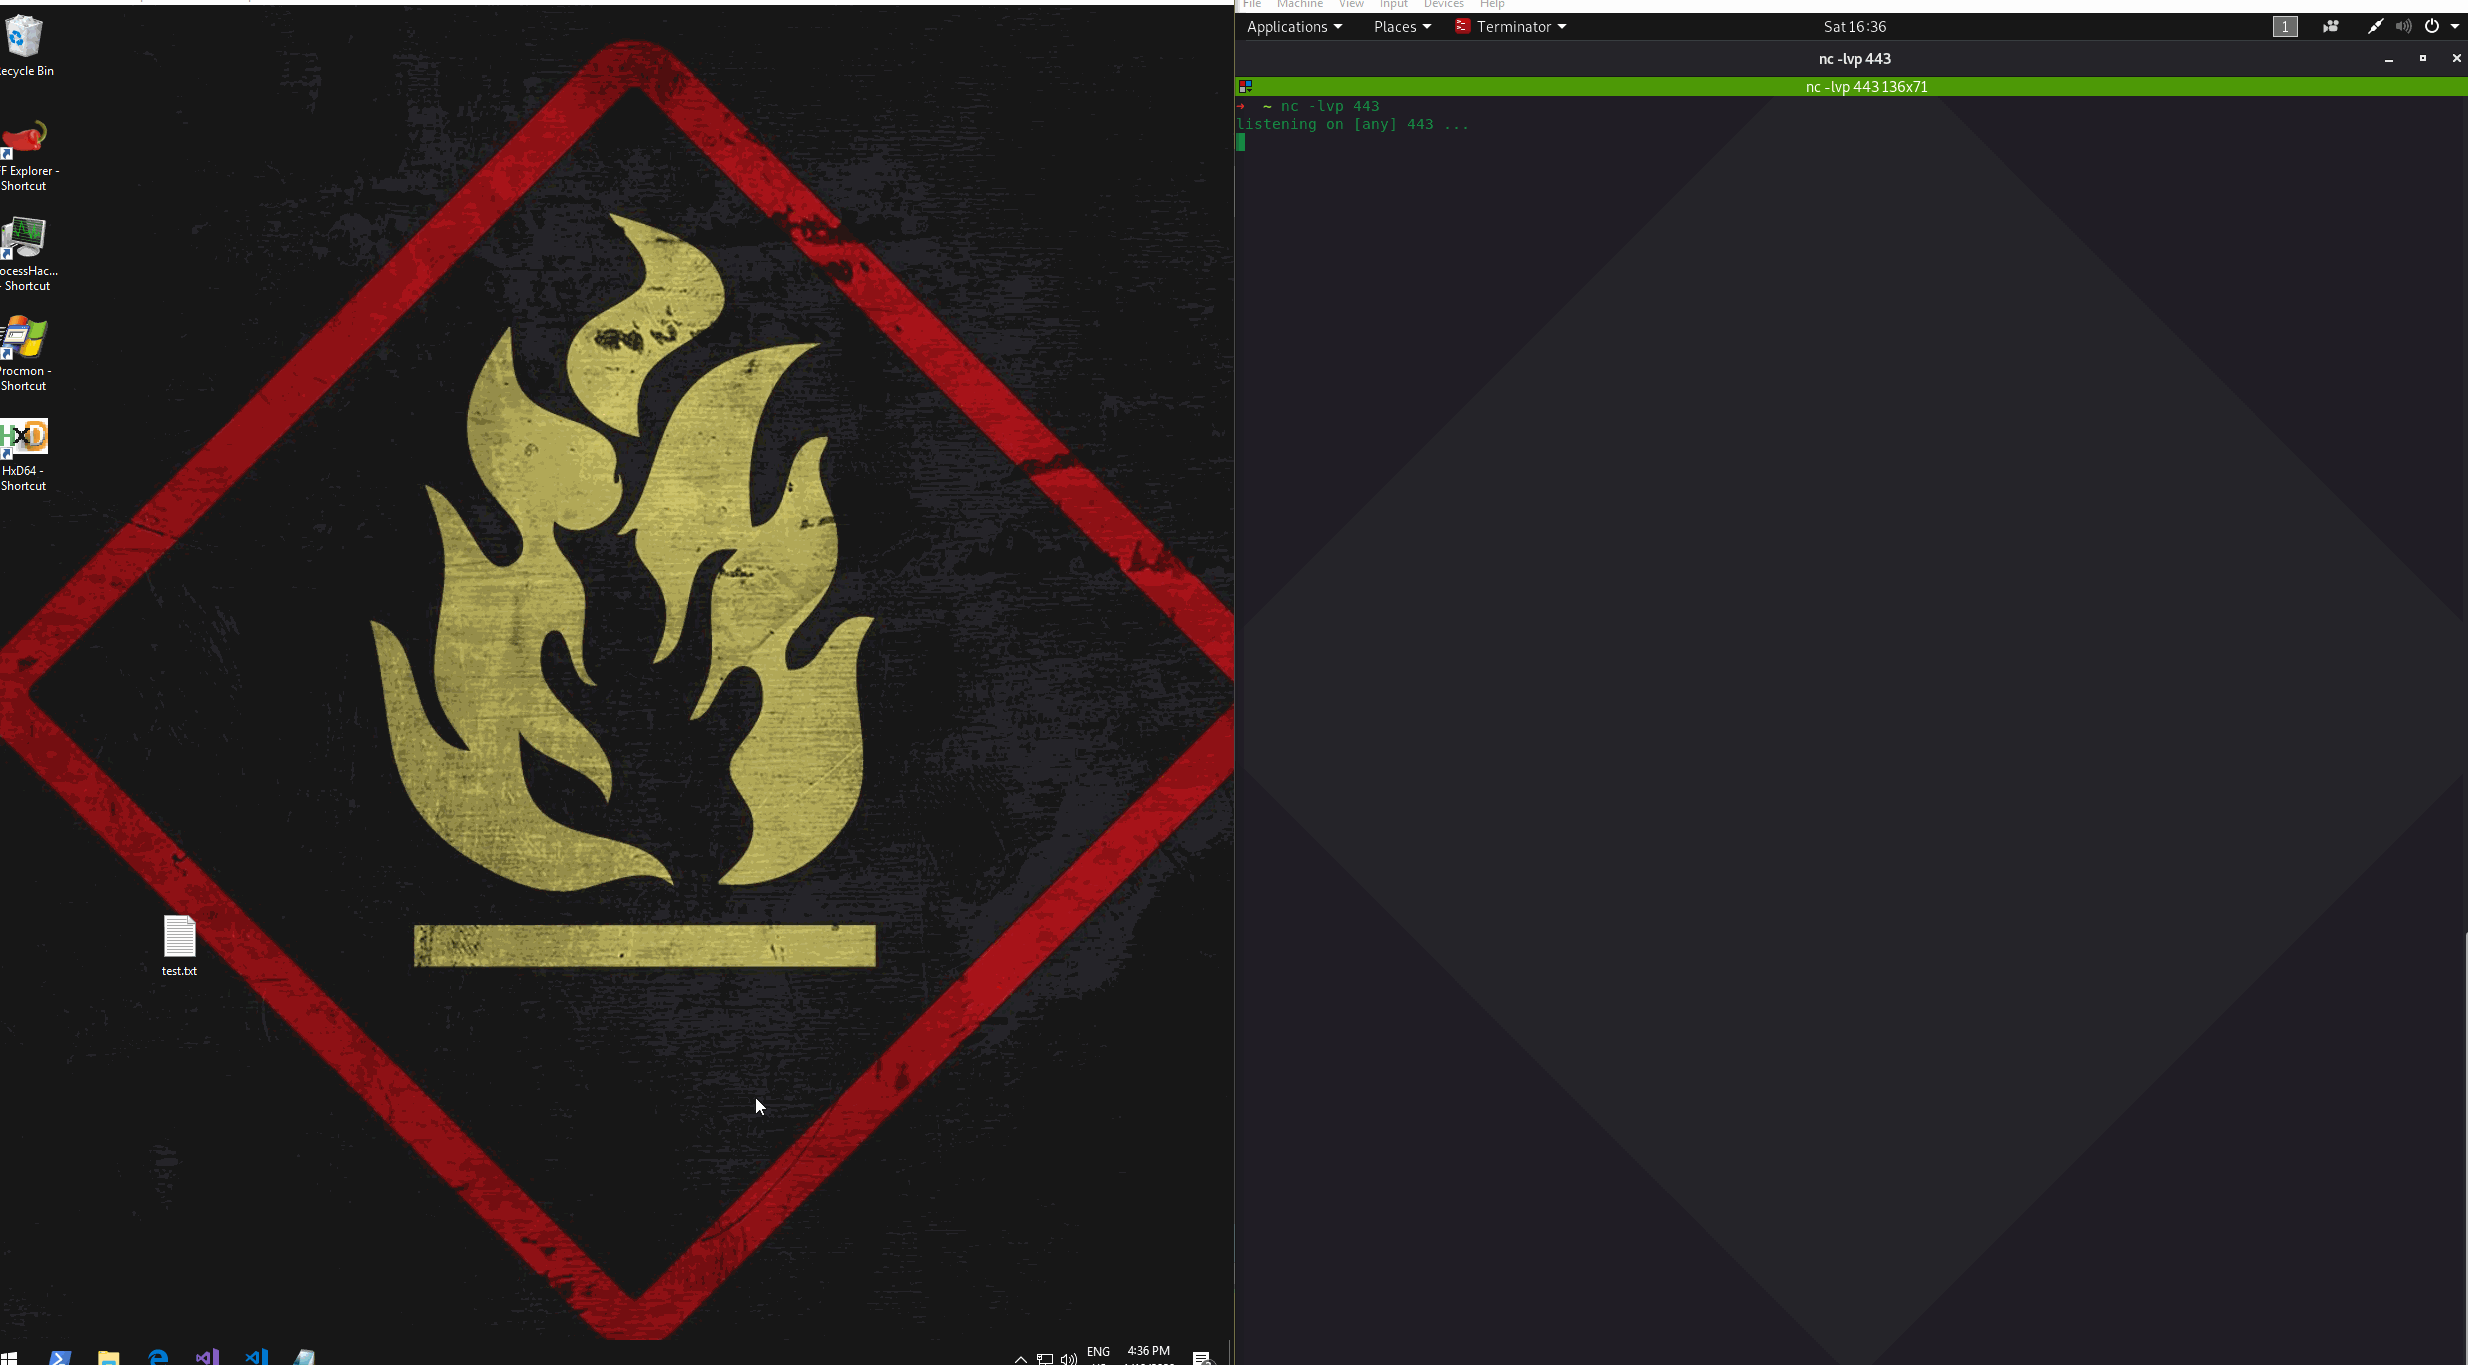 ecycle Bin
FF Explorer -
Shortcut
ocessHac...
- Shortcut
Procmon -
Shortcut
HxD
HxD64 -
Shortcut
test.txt
ENG
4:36 PM
File Machine View Input Devices Help
Applications Places Terminator Sat 16:36 1
nc -lvp 443
nc -lvp 443 136x71
➜ ~ nc -lvp 443
listening on [any] 443 ...